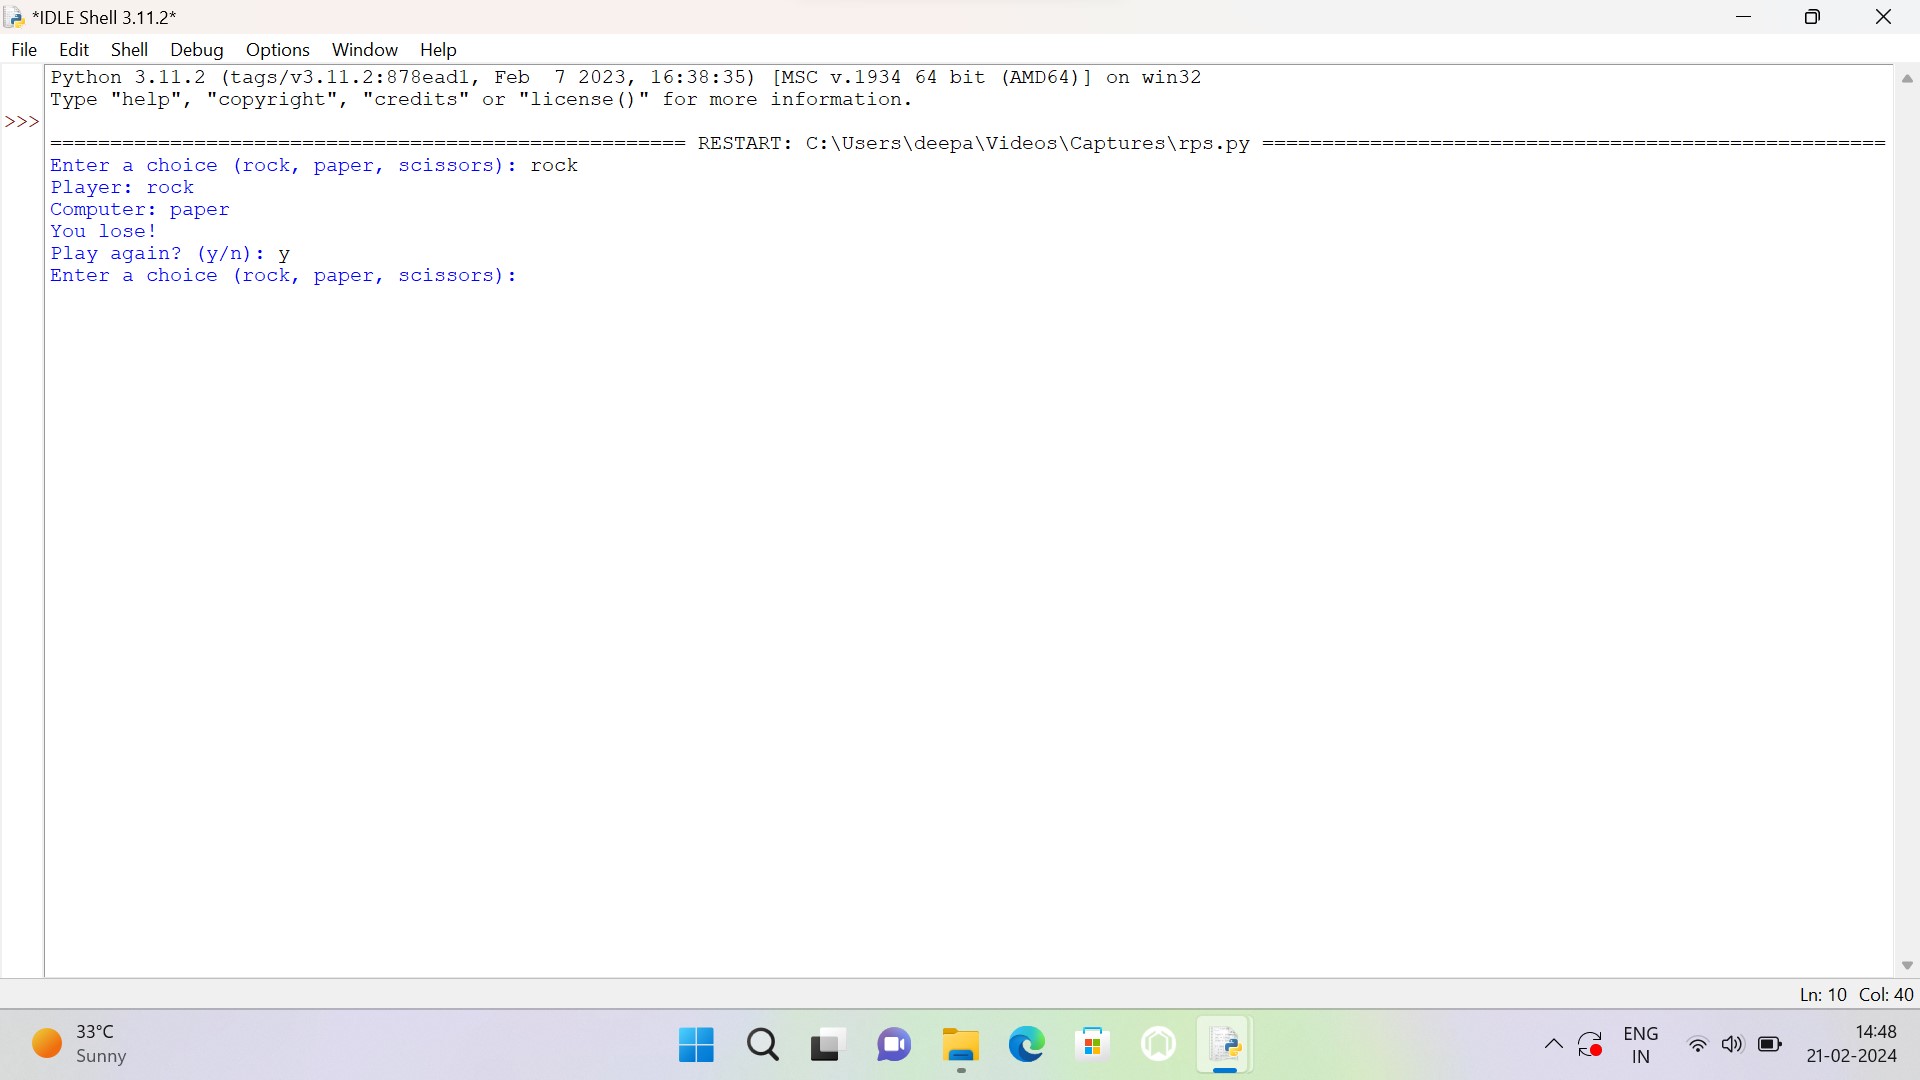 *IDLE Shell 3.11.2*
File Edit Shell Debug Options Window Help
Python 3.11.2 (tags/v3.11.2:878ead1, Feb  7 2023, 16:38:35) [MSC v.1934 64 bit (AMD64)] on win32
Type "help", "copyright", "credits" or "license()" for more information.
>>>
===================================================== RESTART: C:\Users\deepa\Videos\Captures\rps.py ====================================================
Enter a choice (rock, paper, scissors): rock
Player: rock
Computer: paper
You lose!
Play again? (y/n): y
Enter a choice (rock, paper, scissors):
Ln: 10 Col: 40
33°C
Sunny
ENG
IN
14:48
21-02-2024